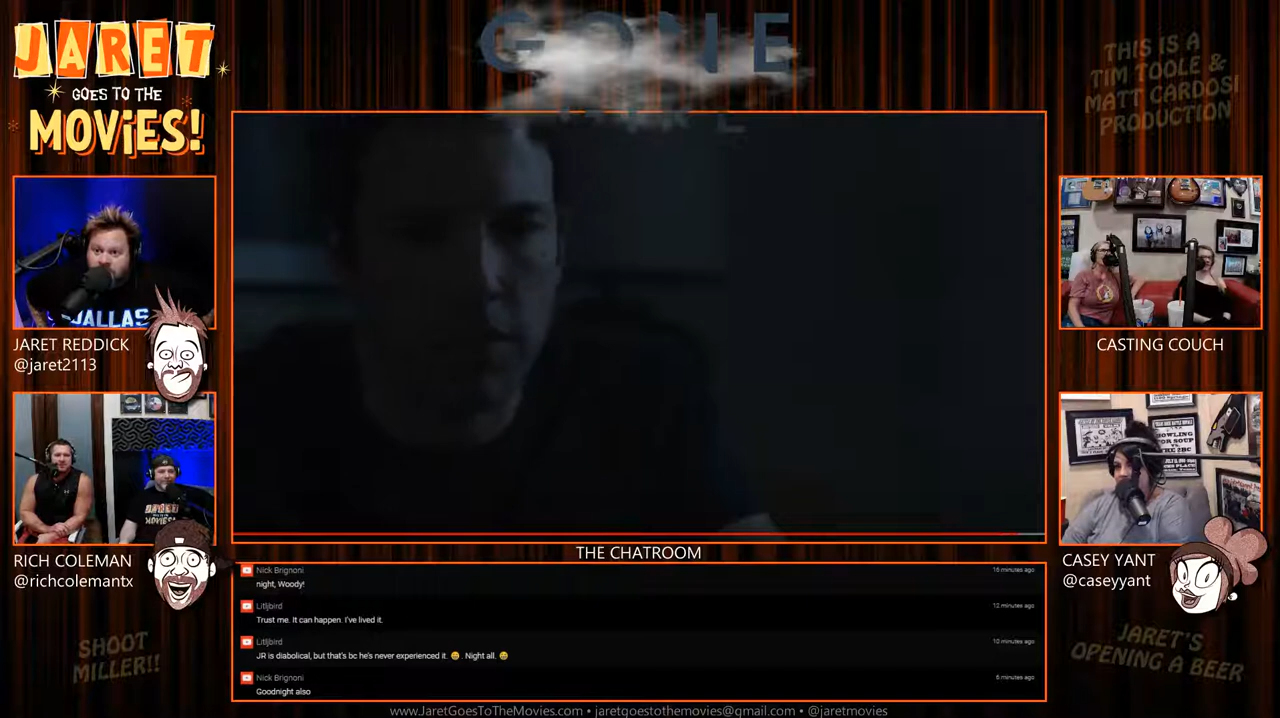 JARET
GOES TO THE
MOVIES!
GONE
GIRL
THIS IS A
TIM TOOLE &
MATT CARDOSI
PRODUCTION
DALLAS
JARET REDDICK
@jaret2113
CASTING COUCH
RICH COLEMAN
@richcolemantx
CASEY YANT
@caseyyant
THE CHATROOM
Nick Brignoni
16 minutes ago
night, Woody!
Litljbird
12 minutes ago
Trust me. It can happen. I've lived it.
Litljbird
10 minutes ago
JR is diabolical, but that's bc he's never experienced it. 😅 . Night all. 😅
Nick Brignoni
6 minutes ago
Goodnight also
SHOOT
MILLER!!
JARET'S
OPENING A BEER
www.JaretGoesToTheMovies.com • jaretgoestothemovies@gmail.com • @jaretmovies